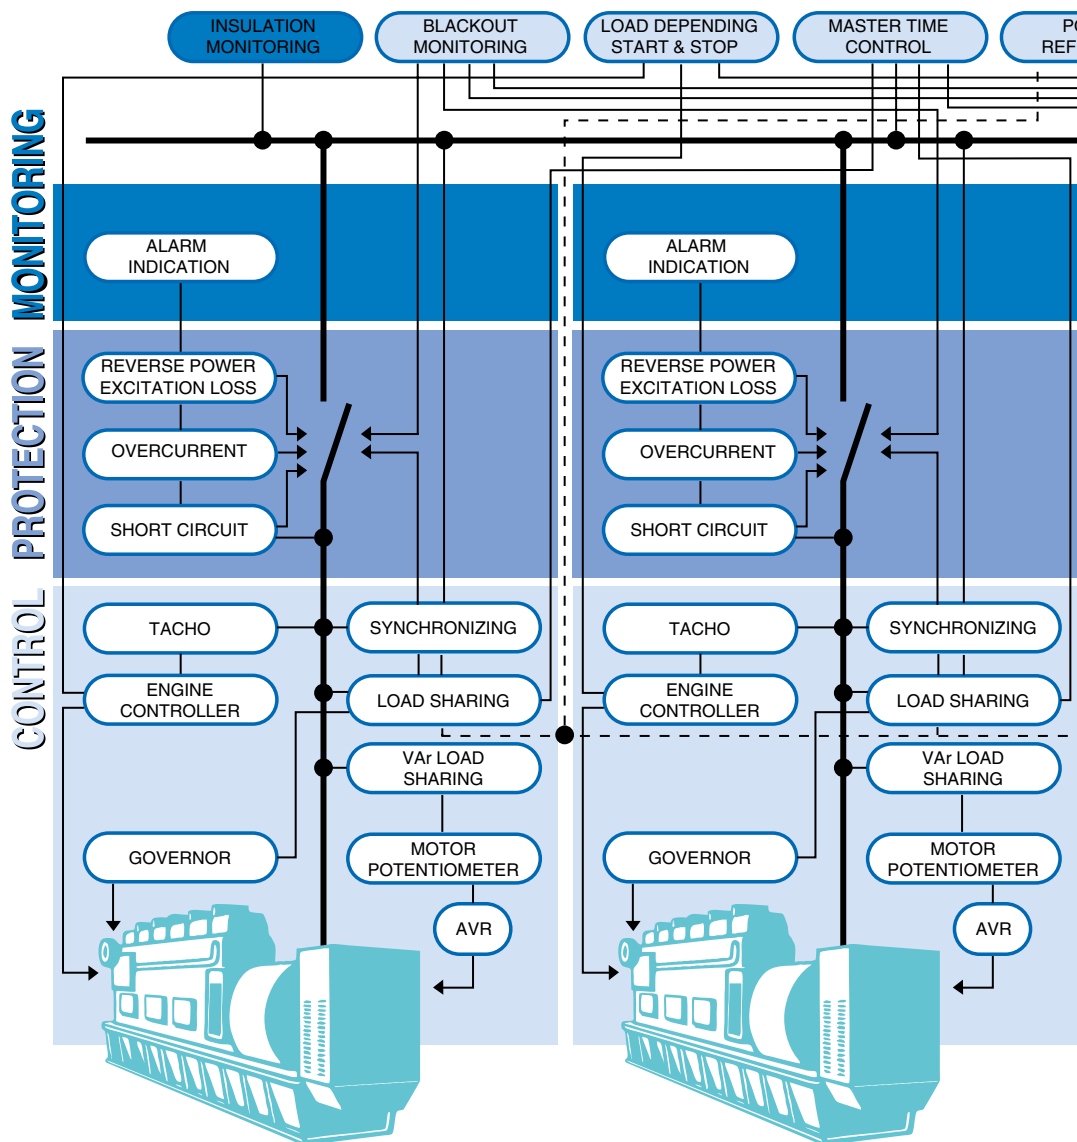 INSULATION
MONITORING
BLACKOUT
MONITORING
LOAD DEPENDING
START & STOP
MASTER TIME
CONTROL
MONITORING
PROTECTION
CONTROL
ALARM
INDICATION
REVERSE POWER
EXCITATION LOSS
OVERCURRENT
SHORT CIRCUIT
TACHO
SYNCHRONIZING
ENGINE
CONTROLLER
LOAD SHARING
VAr LOAD
SHARING
GOVERNOR
MOTOR
POTENTIOMETER
AVR
ALARM
INDICATION
REVERSE POWER
EXCITATION LOSS
OVERCURRENT
SHORT CIRCUIT
TACHO
SYNCHRONIZING
ENGINE
CONTROLLER
LOAD SHARING
VAr LOAD
SHARING
GOVERNOR
MOTOR
POTENTIOMETER
AVR